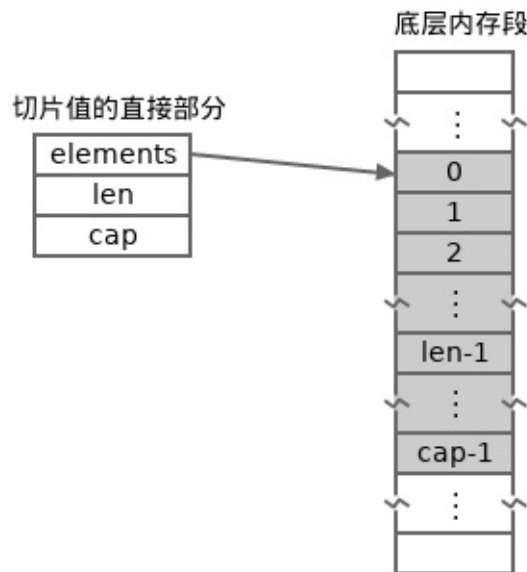 底层内存段
切片值的直接部分
elements
len
cap
⋮
0
1
2
⋮
len-1
⋮
cap-1
⋮